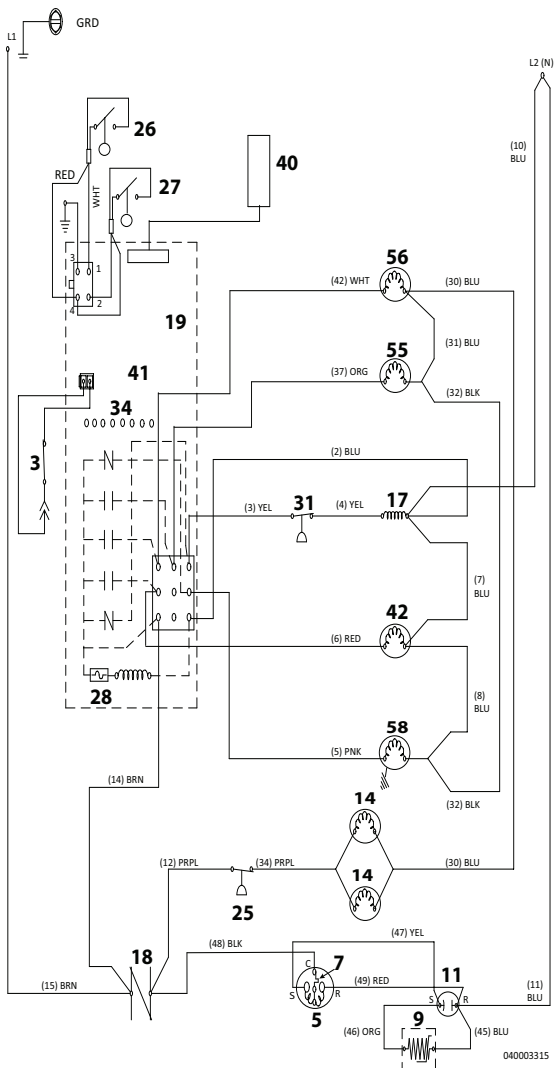 GRD
L1
L2 (N)
26
(10)
BLU
RED
WHT
27
40
3
1
4
2
19
56
(42) WHT
(30) BLU
(31) BLU
41
55
(37) ORG
(32) BLK
34
3
(2) BLU
(3) YEL
31
(4) YEL
17
(7)
BLU
42
(6) RED
28
(8)
BLU
58
(5) PNK
(14) BRN
(32) BLK
14
(12) PRPL
(34) PRPL
14
(30) BLU
25
(47) YEL
(48) BLK
18
C
7
(49) RED
11
(11)
BLU
(15) BRN
S
R
S
R
5
9
(46) ORG
(45) BLU
040003315